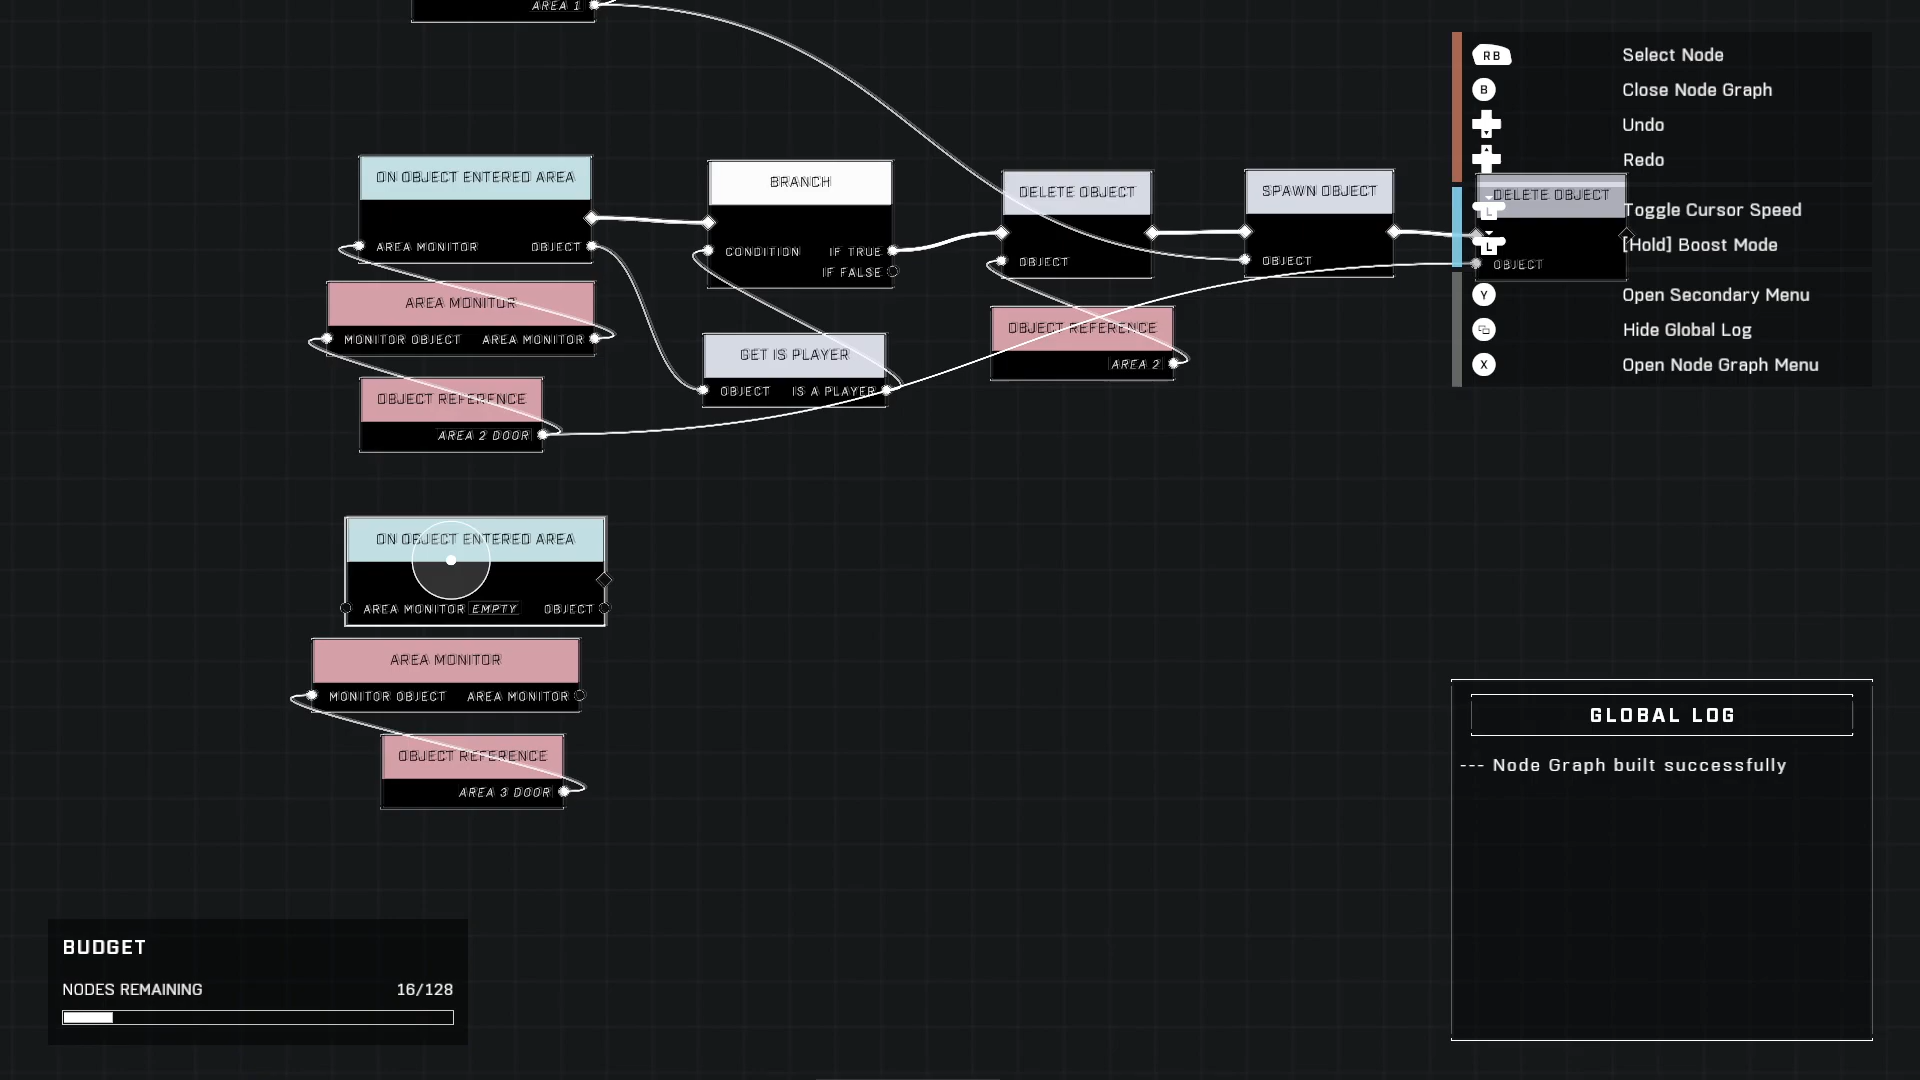 AREA 1
ON OBJECT ENTERED AREA
AREA MONITOR OBJECT
AREA MONITOR
MONITOR OBJECT AREA MONITOR
OBJECT REFERENCE
AREA 2 DOOR
BRANCH
CONDITION IF TRUE
IF FALSE
GET IS PLAYER
OBJECT IS A PLAYER
DELETE OBJECT
OBJECT
OBJECT REFERENCE
AREA 2
SPAWN OBJECT
OBJECT
DELETE OBJECT
OBJECT
RB Select Node
B Close Node Graph
Undo
Redo
L Toggle Cursor Speed
L [Hold] Boost Mode
Y Open Secondary Menu
Hide Global Log
X Open Node Graph Menu
ON OBJECT ENTERED AREA
AREA MONITOR EMPTY OBJECT
AREA MONITOR
MONITOR OBJECT AREA MONITOR
OBJECT REFERENCE
AREA 3 DOOR
GLOBAL LOG
--- Node Graph built successfully
BUDGET
NODES REMAINING 16/128